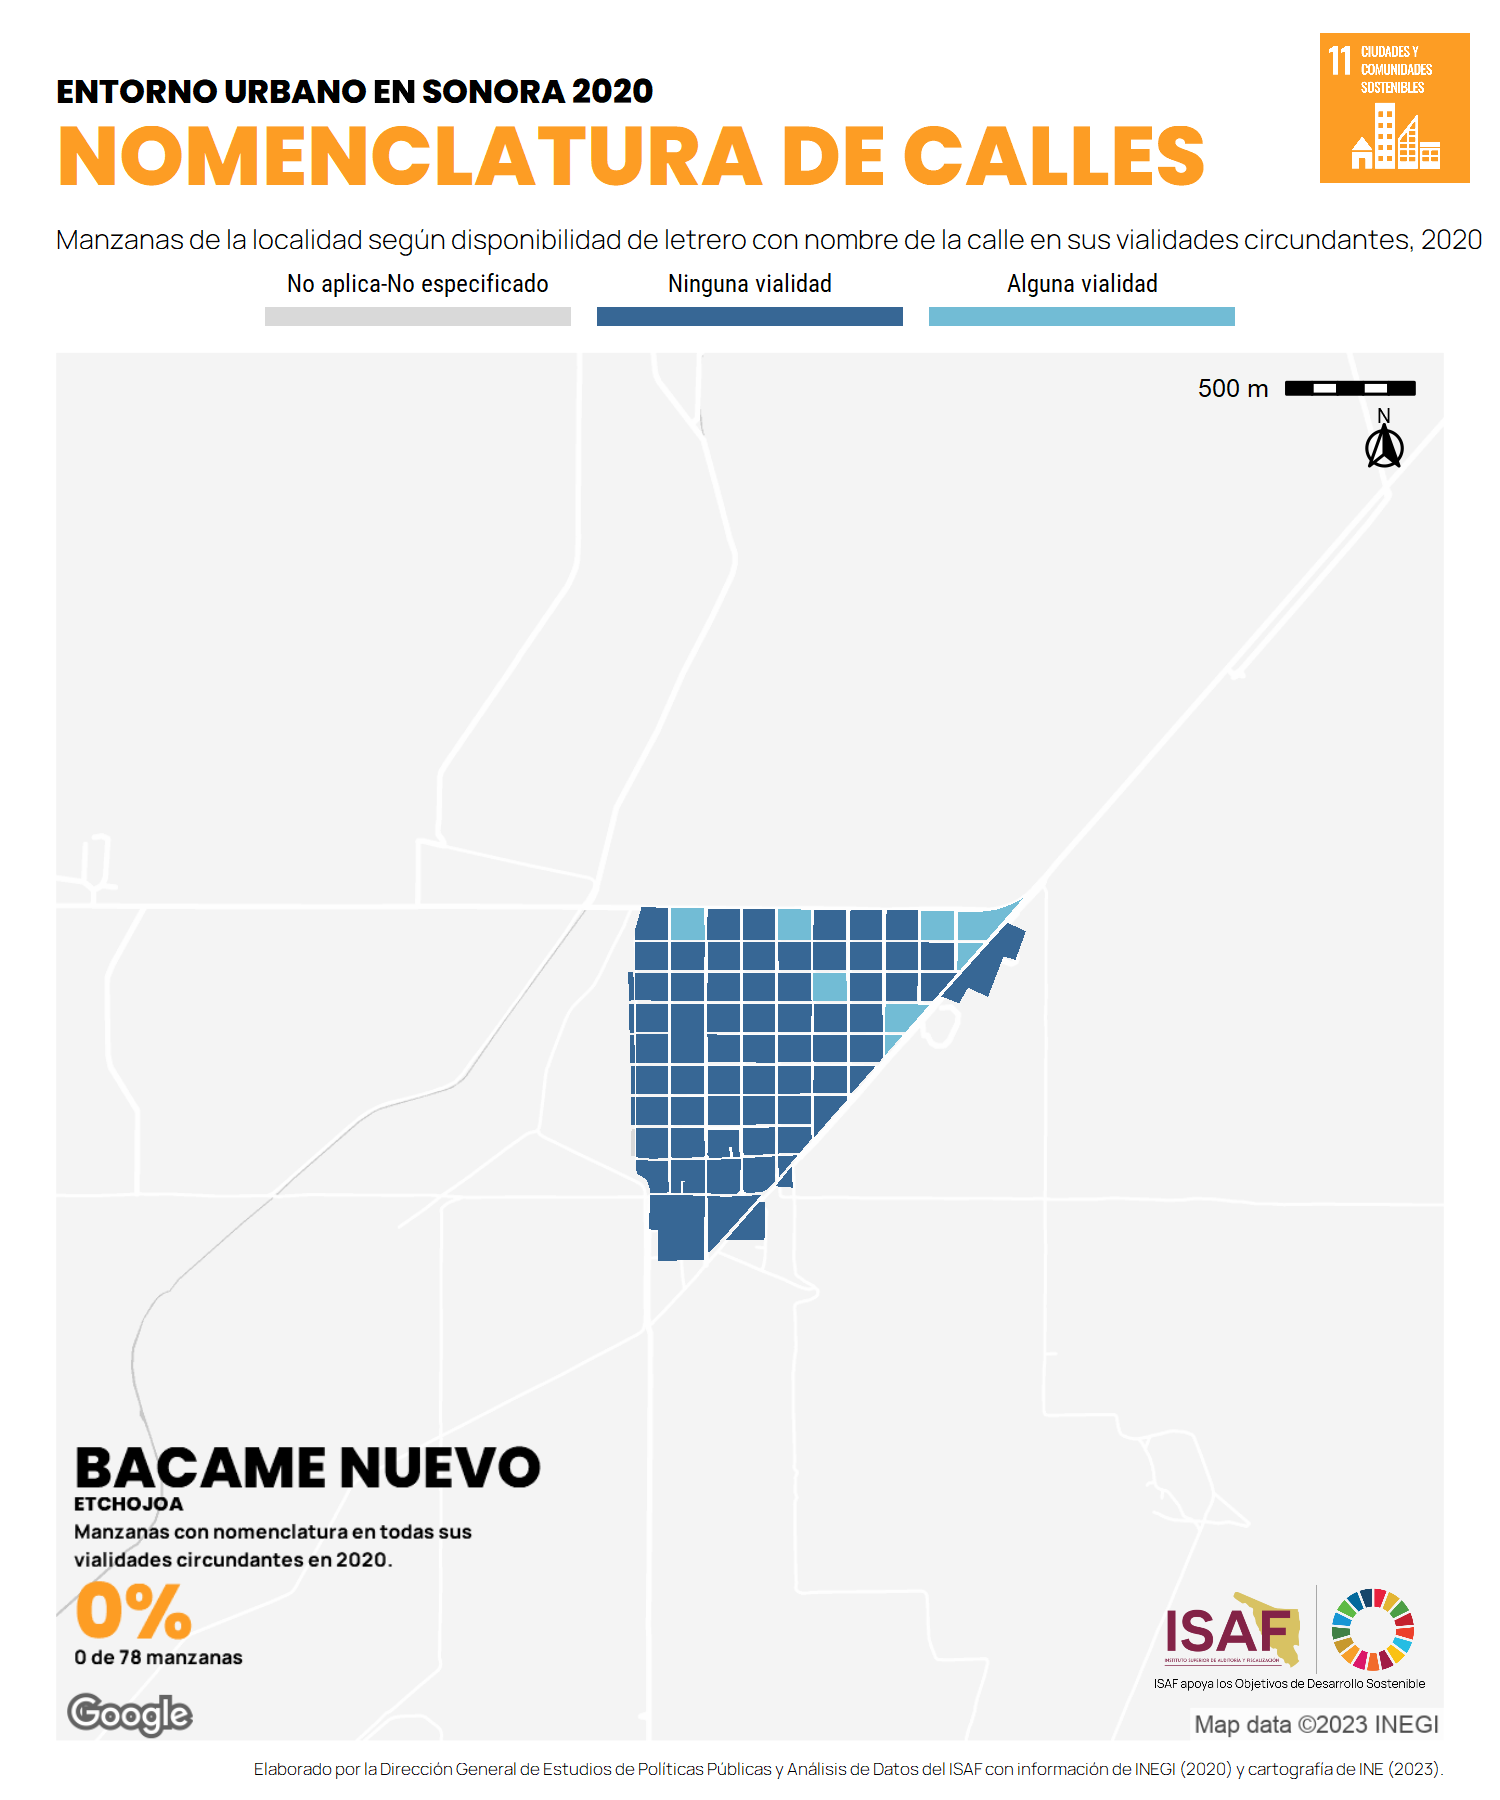 11 CIUDADES Y
COMUNIDADES
SOSTENIBLES
ENTORNO URBANO EN SONORA 2020
NOMENCLATURA DE CALLES
Manzanas de la localidad según disponibilidad de letrero con nombre de la calle en sus vialidades circundantes, 2020
No aplica-No especificado
Ninguna vialidad
Alguna vialidad
500 m
N
BACAME NUEVO
ETCHOJOA
Manzanas con nomenclatura en todas sus
vialidades circundantes en 2020.
0%
0 de 78 manzanas
Google
ISAF
INSTITUTO SUPERIOR DE AUDITORÍA Y FISCALIZACIÓN
ISAF apoya los Objetivos de Desarrollo Sostenible
Map data ©2023 INEGI
Elaborado por la Dirección General de Estudios de Políticas Públicas y Análisis de Datos del ISAF con información de INEGI (2020) y cartografía de INE (2023).